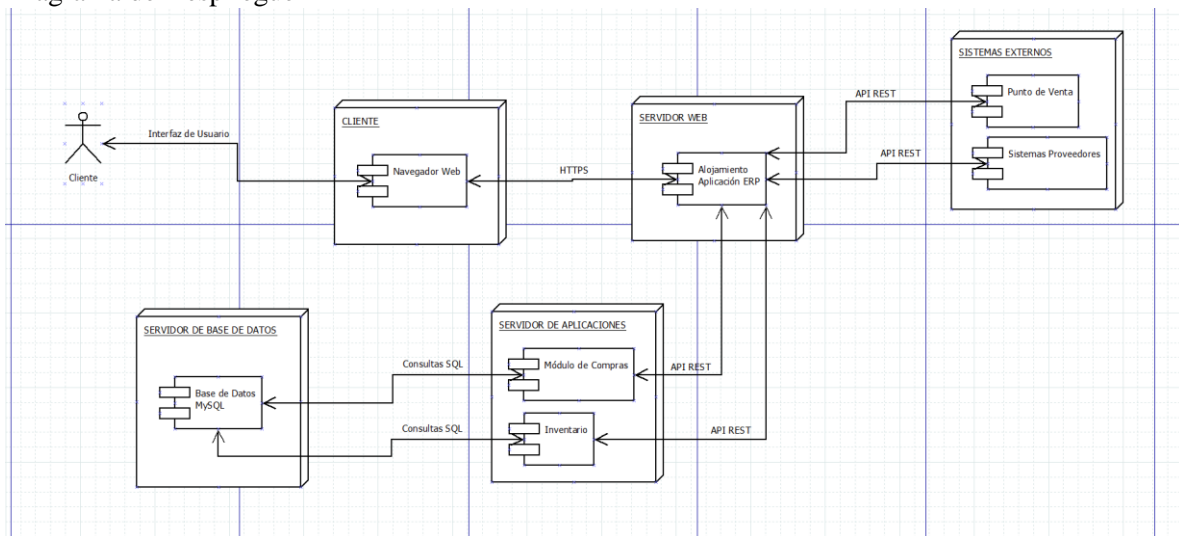 SISTEMAS EXTERNOS
Punto de Venta
Sistemas Proveedores
API REST
API REST
SERVIDOR WEB
Alojamiento
Aplicación ERP
HTTPS
CLIENTE
Navegador Web
Interfaz de Usuario
Cliente
SERVIDOR DE BASE DE DATOS
Base de Datos
MySQL
Consultas SQL
Consultas SQL
SERVIDOR DE APLICACIONES
Módulo de Compras
Inventario
API REST
API REST